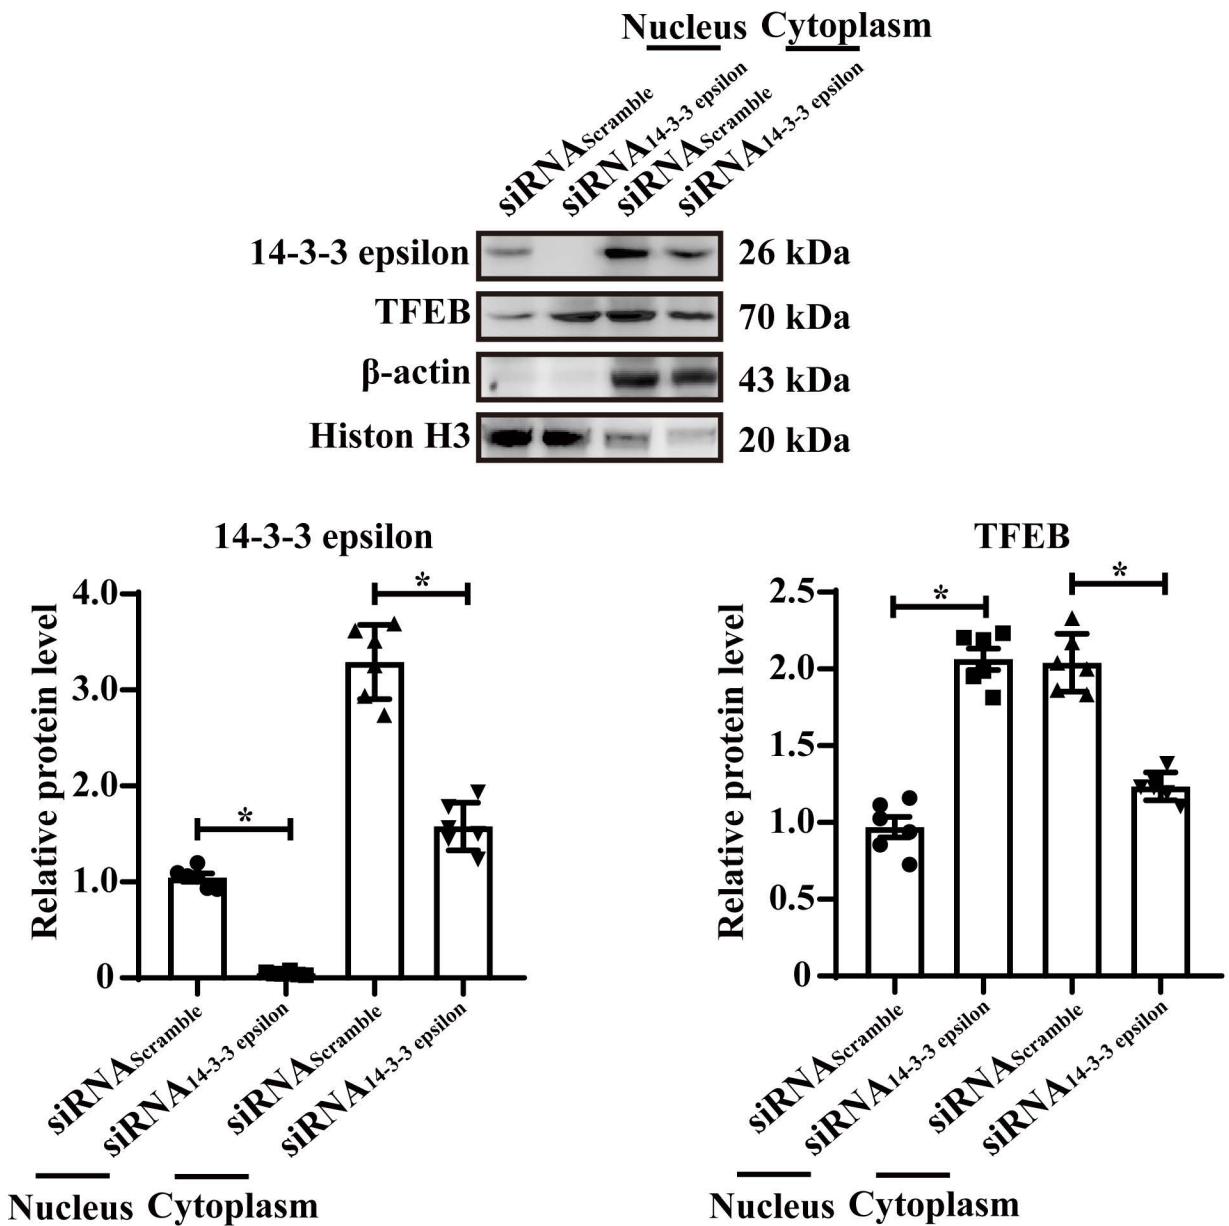 Nucleus Cytoplasm
siRNAScramble siRNA14-3-3 epsilon siRNAScramble siRNA14-3-3 epsilon
14-3-3 epsilon 26 kDa
TFEB 70 kDa
β-actin 43 kDa
Histon H3 20 kDa
14-3-3 epsilon
Relative protein level
4.0
3.0
2.0
1.0
0
*
*
siRNAScramble siRNA14-3-3 epsilon siRNAScramble siRNA14-3-3 epsilon
Nucleus Cytoplasm
TFEB
Relative protein level
2.5
2.0
1.5
1.0
0.5
0
*
*
siRNAScramble siRNA14-3-3 epsilon siRNAScramble siRNA14-3-3 epsilon
Nucleus Cytoplasm